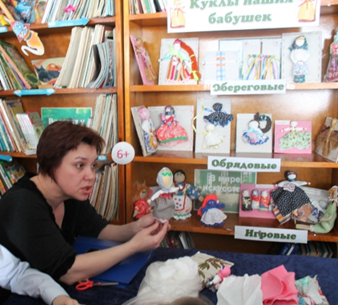 Куклы наших
бабушек
Обереговые
6+
Обрядовые
В мире
Игровые